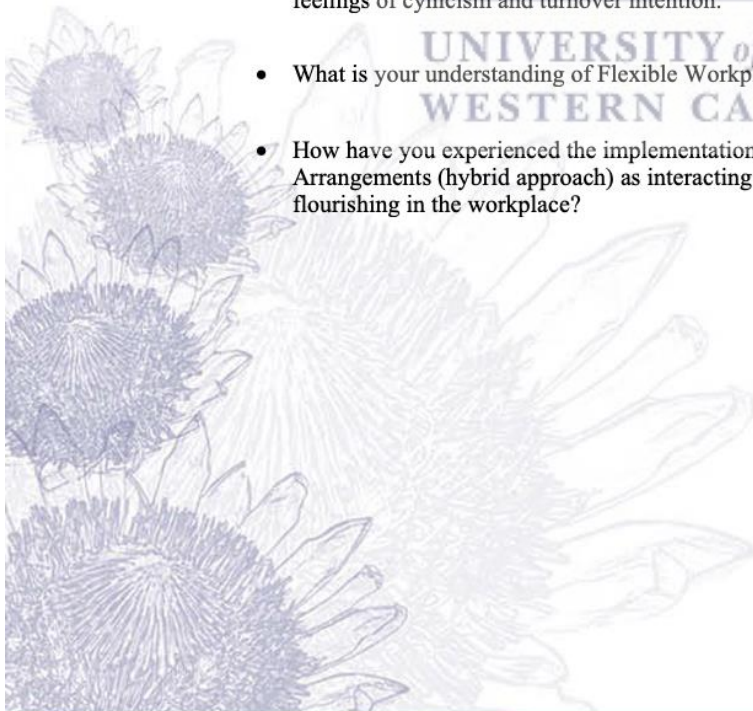 feelings of cynicism and turnover intention.
UNIVERSITY of
• What is your understanding of Flexible Workp
WESTERN CA
• How have you experienced the implementation
Arrangements (hybrid approach) as interacting
flourishing in the workplace?